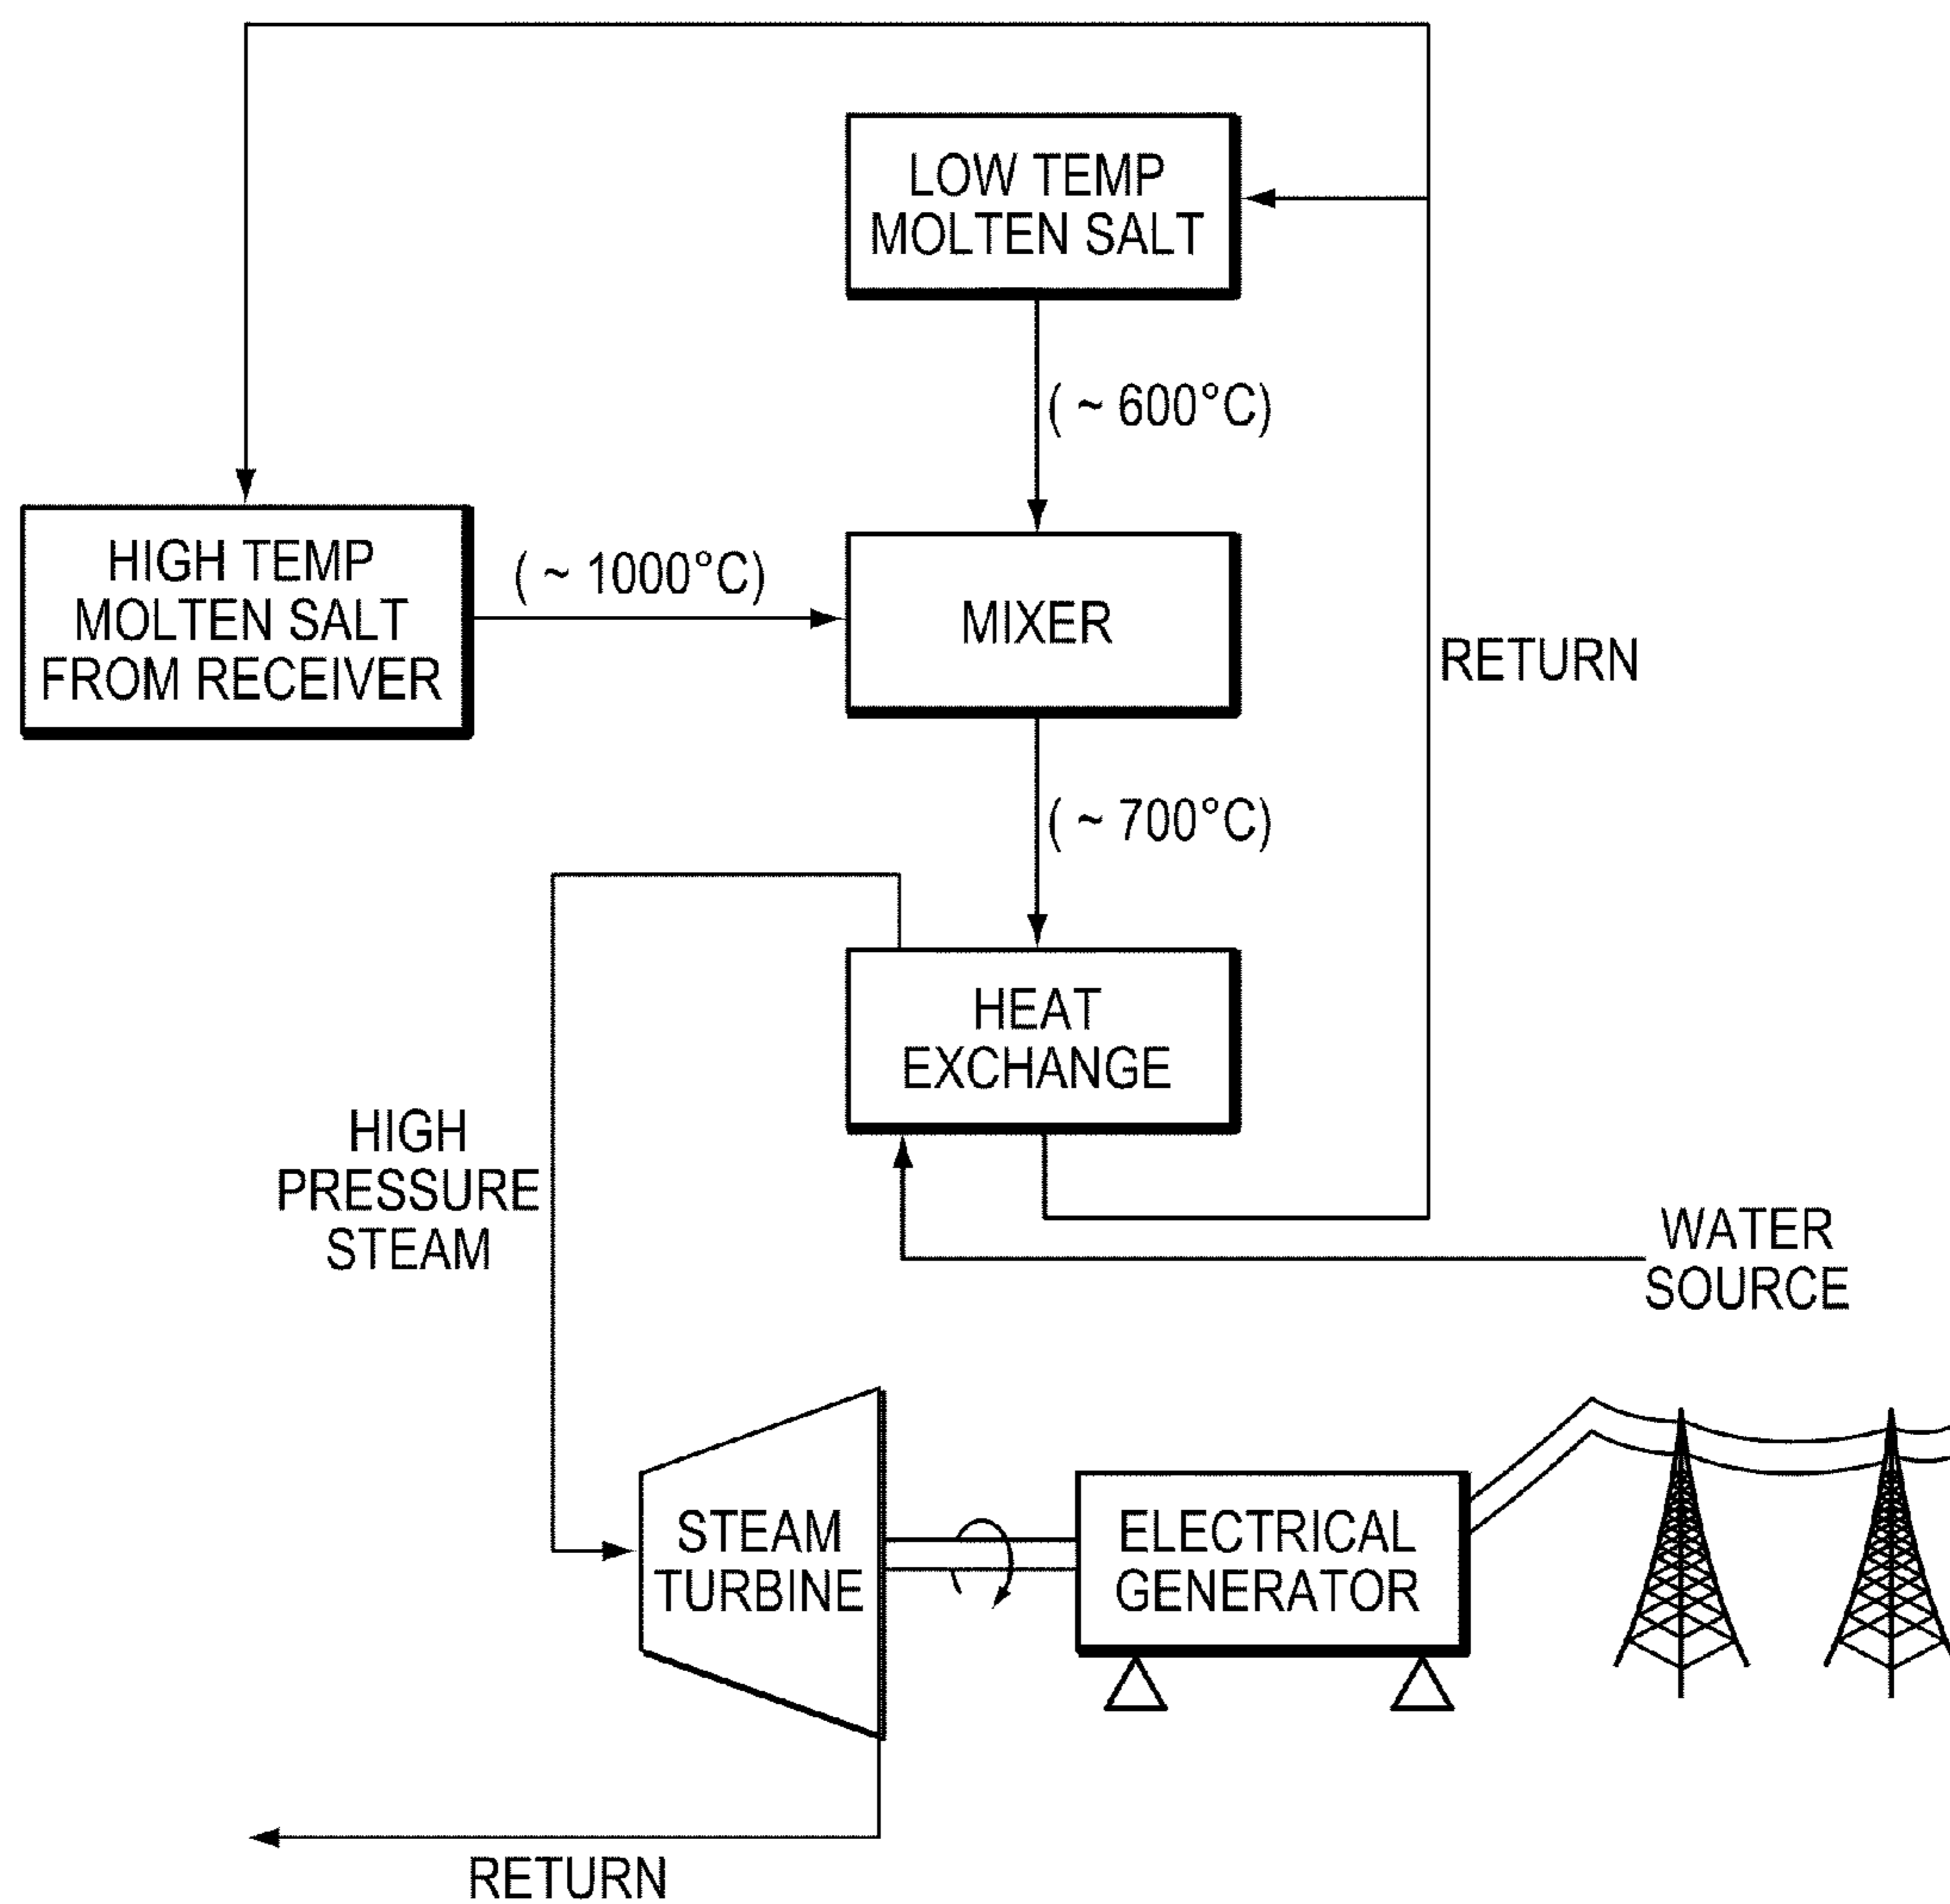 LOW TEMP
MOLTEN SALT
( ~ 600°C)
HIGH TEMP
MOLTEN SALT
FROM RECEIVER
( ~ 1000°C)
MIXER
RETURN
( ~ 700°C)
HEAT
EXCHANGE
HIGH
PRESSURE
STEAM
WATER
SOURCE
STEAM
TURBINE
ELECTRICAL
GENERATOR
RETURN